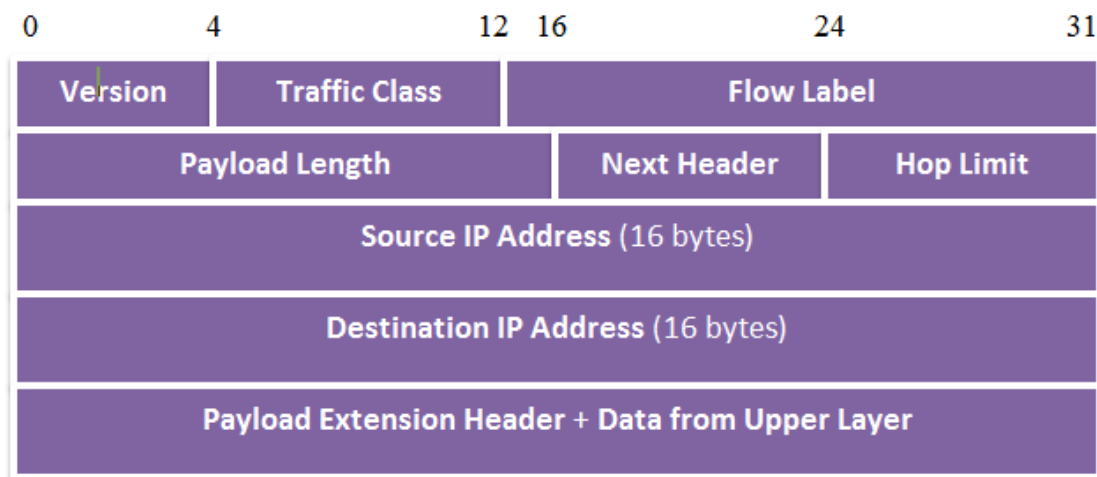 0 4 12 16 24 31
Version Traffic Class Flow Label
Payload Length Next Header Hop Limit
Source IP Address (16 bytes)
Destination IP Address (16 bytes)
Payload Extension Header + Data from Upper Layer